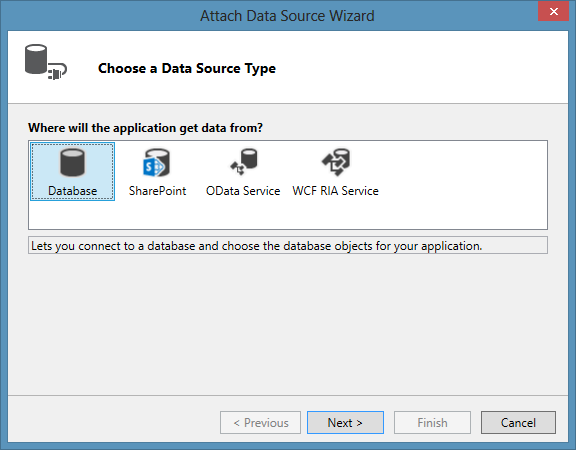 Attach Data Source Wizard
Choose a Data Source Type
Where will the application get data from?
Database SharePoint OData Service WCF RIA Service
Lets you connect to a database and choose the database objects for your application.
< Previous Next > Finish Cancel